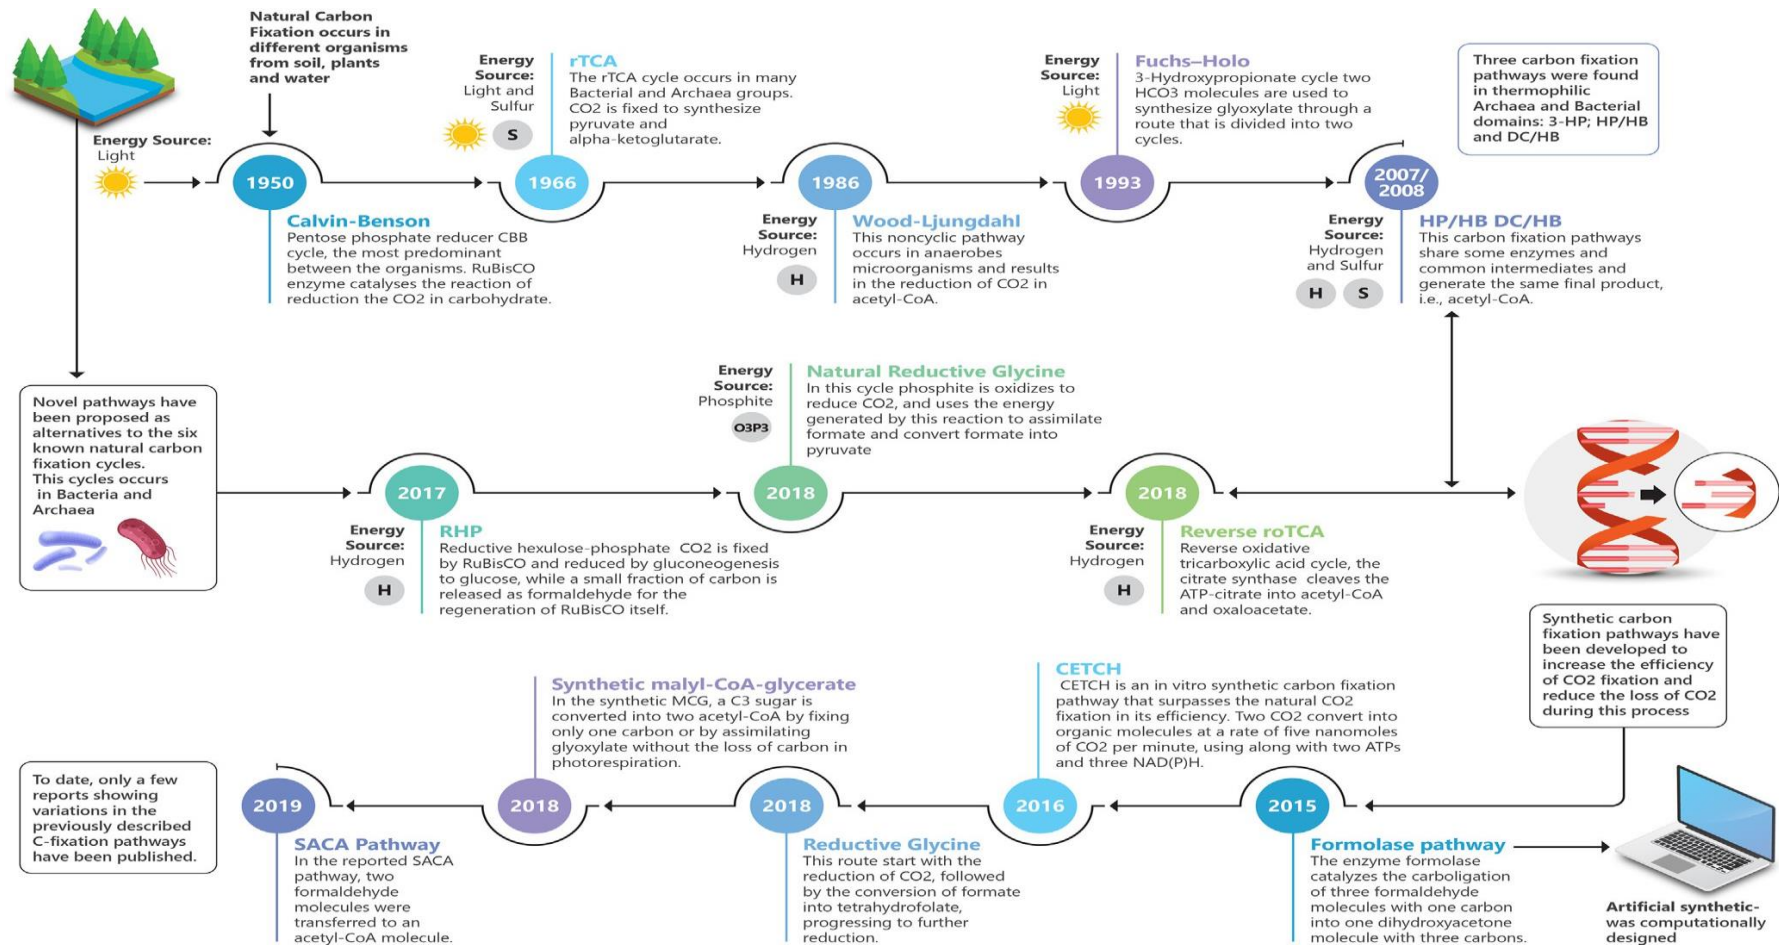 Natural Carbon
Fixation occurs in
different organisms
from soil, plants
and water
Energy Source:
Light
1950
Calvin-Benson
Pentose phosphate reducer CBB
cycle, the most predominant
between the organisms. RuBisCO
enzyme catalyses the reaction of
reduction the CO2 in carbohydrate.
Energy
Source:
Light and
Sulfur
S
rTCA
The rTCA cycle occurs in many
Bacterial and Archaea groups.
CO2 is fixed to synthesize
pyruvate and
alpha-ketoglutarate.
1966
1986
Energy
Source:
Hydrogen
H
Wood-Ljungdahl
This noncyclic pathway
occurs in anaerobes
microorganisms and results
in the reduction of CO2 in
acetyl-CoA.
Energy
Source:
Light
Fuchs–Holo
3-Hydroxypropionate cycle two
HCO3 molecules are used to
synthesize glyoxylate through a
route that is divided into two
cycles.
1993
2007/
2008
Energy
Source:
Hydrogen
and Sulfur
H S
HP/HB DC/HB
This carbon fixation pathways
share some enzymes and
common intermediates and
generate the same final product,
i.e., acetyl-CoA.
Three carbon fixation
pathways were found
in thermophilic
Archaea and Bacterial
domains: 3-HP; HP/HB
and DC/HB
Novel pathways have
been proposed as
alternatives to the six
known natural carbon
fixation cycles.
This cycles occurs
in Bacteria and
Archaea
2017
Energy
Source:
Hydrogen
H
RHP
Reductive hexulose-phosphate CO2 is fixed
by RuBisCO and reduced by gluconeogenesis
to glucose, while a small fraction of carbon is
released as formaldehyde for the
regeneration of RuBisCO itself.
Energy
Source:
Phosphite
O3P3
Natural Reductive Glycine
In this cycle phosphite is oxidizes to
reduce CO2, and uses the energy
generated by this reaction to assimilate
formate and convert formate into
pyruvate
2018
2018
Energy
Source:
Hydrogen
H
Reverse roTCA
Reverse oxidative
tricarboxylic acid cycle, the
citrate synthase cleaves the
ATP-citrate into acetyl-CoA
and oxaloacetate.
Synthetic carbon
fixation pathways have
been developed to
increase the efficiency
of CO2 fixation and
reduce the loss of CO2
during this process
2015
Formolase pathway
The enzyme formolase
catalyzes the carboligation
of three formaldehyde
molecules with one carbon
into one dihydroxyacetone
molecule with three carbons.
Artificial synthetic-
was computationally
designed
CETCH
CETCH is an in vitro synthetic carbon fixation
pathway that surpasses the natural CO2
fixation in its efficiency. Two CO2 convert into
organic molecules at a rate of five nanomoles
of CO2 per minute, using along with two ATPs
and three NAD(P)H.
2016
2018
Reductive Glycine
This route start with the
reduction of CO2, followed
by the conversion of formate
into tetrahydrofolate,
progressing to further
reduction.
Synthetic malyl-CoA-glycerate
In the synthetic MCG, a C3 sugar is
converted into two acetyl-CoA by fixing
only one carbon or by assimilating
glyoxylate without the loss of carbon in
photorespiration.
2018
2019
SACA Pathway
In the reported SACA
pathway, two
formaldehyde
molecules were
transferred to an
acetyl-CoA molecule.
To date, only a few
reports showing
variations in the
previously described
C-fixation pathways
have been published.